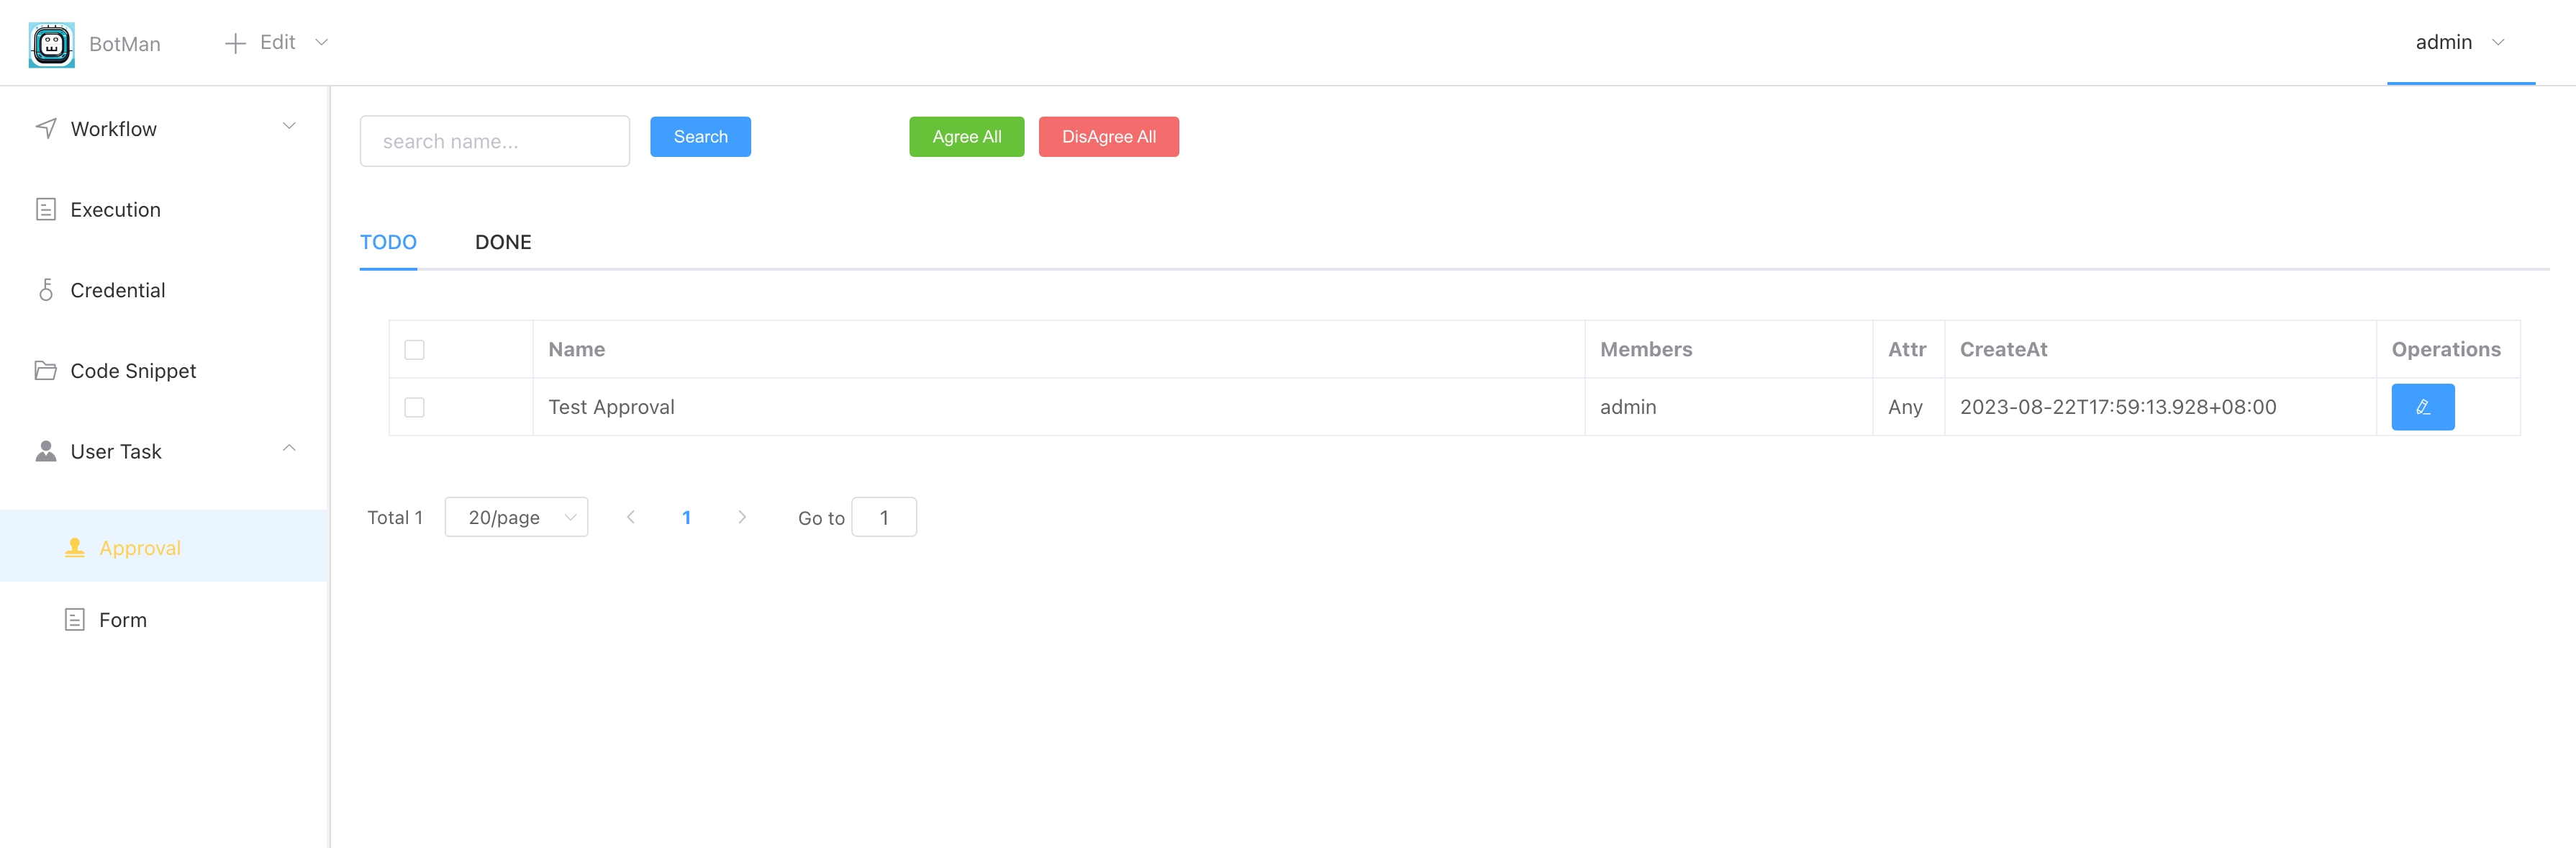 BotMan
Edit
admin
Workflow
Execution
Credential
Code Snippet
User Task
Approval
Form
search name...
Search
Agree All
DisAgree All
TODO
DONE
Name Members Attr CreateAt Operations
Test Approval admin Any 2023-08-22T17:59:13.928+08:00
Total 1 20/page 1 Go to 1